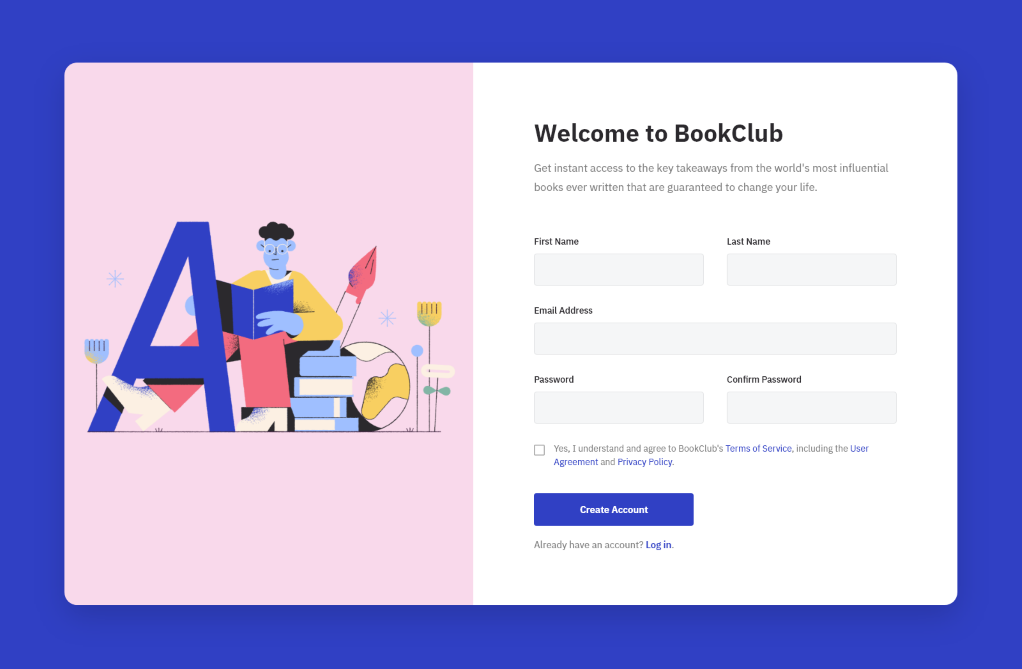 Welcome to BookClub
Get instant access to the key takeaways from the world's most influential
books ever written that are guaranteed to change your life.
First Name
Last Name
Email Address
Password
Confirm Password
Yes, I understand and agree to BookClub's Terms of Service, including the User
Agreement and Privacy Policy.
Create Account
Already have an account? Log in.
A